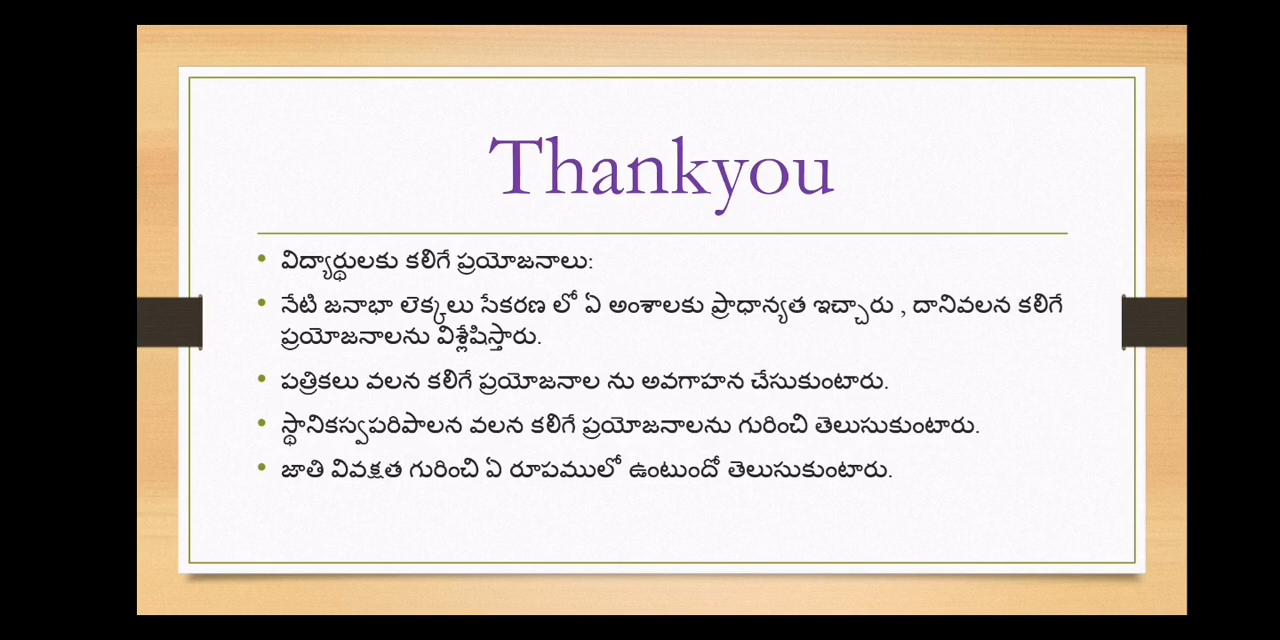 Thankyou
• విద్యార్థులకు కలిగే ప్రయోజనాలు:
• నేటి జనాభా లెక్కలు సేకరణ లో ఏ అంశాలకు ప్రాధాన్యత ఇచ్చారు , దానివలన కలిగే
ప్రయోజనాలను విశ్లేషిస్తారు.
• పత్రికలు వలన కలిగే ప్రయోజనాల ను అవగాహన చేసుకుంటారు.
• స్థానికస్వపరిపాలన వలన కలిగే ప్రయోజనాలను గురించి తెలుసుకుంటారు.
• జాతి వివక్షత గురించి ఏ రూపములో ఉంటుందో తెలుసుకుంటారు.